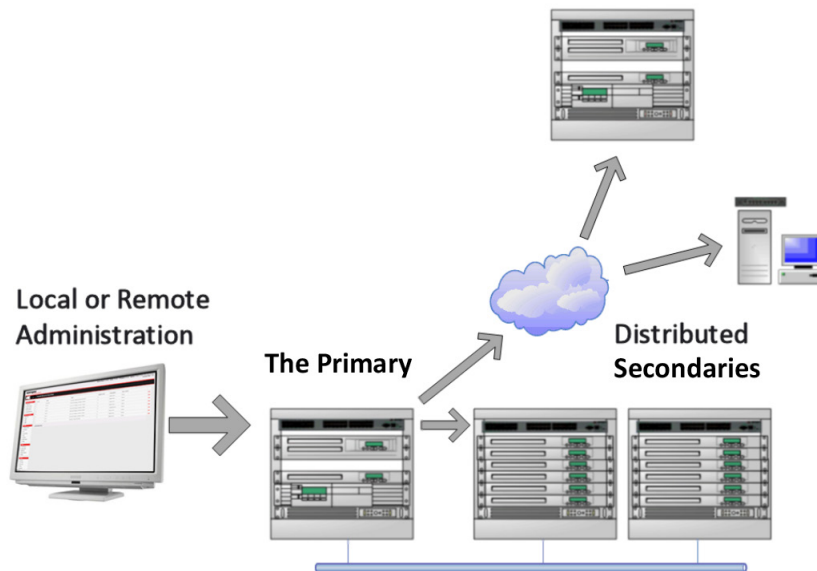 Local or Remote
Administration
The Primary
Distributed
Secondaries